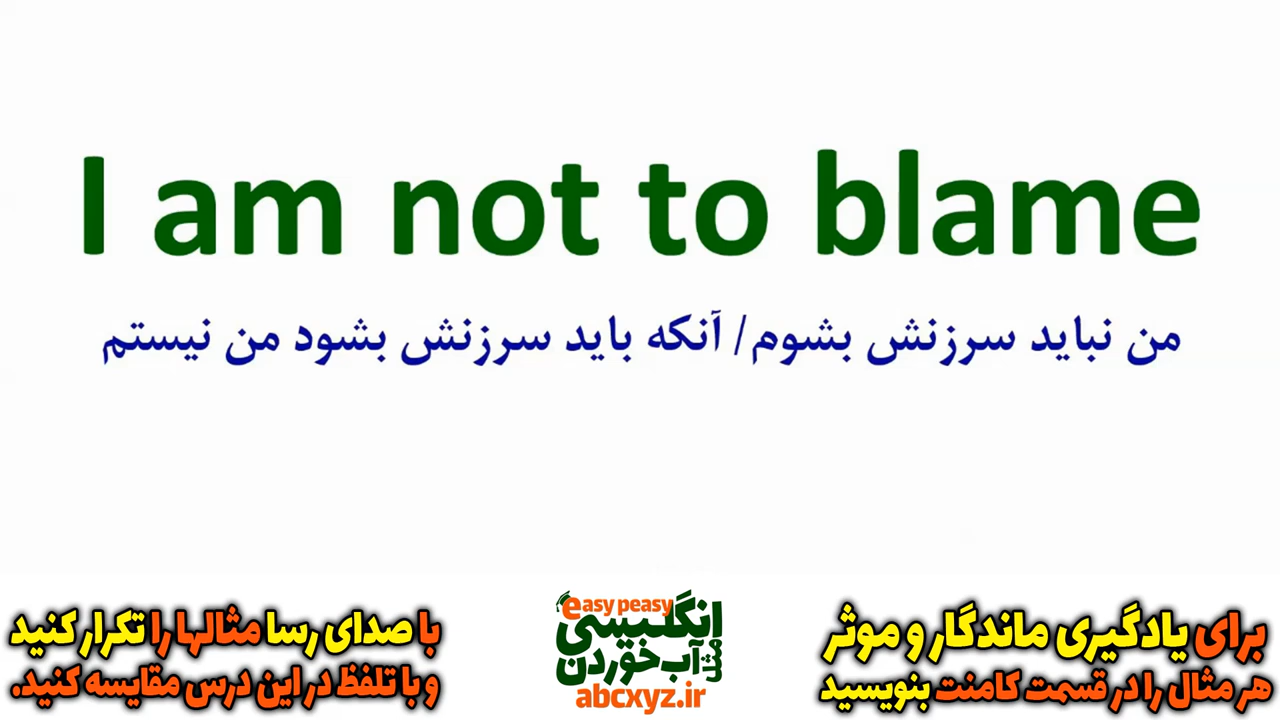 I am not to blame
من نباید سرزنش بشوم/ آنکه باید سرزنش بشود من نیستم
برای یادگیری ماندگار و موثر
هر مثال را در قسمت کامنت بنویسید
easy peasy
انگلیسی
مثل آب خوردن
abcxyz.ir
با صدای رسا مثالها را تکرار کنید
و با تلفظ در این درس مقایسه کنید.